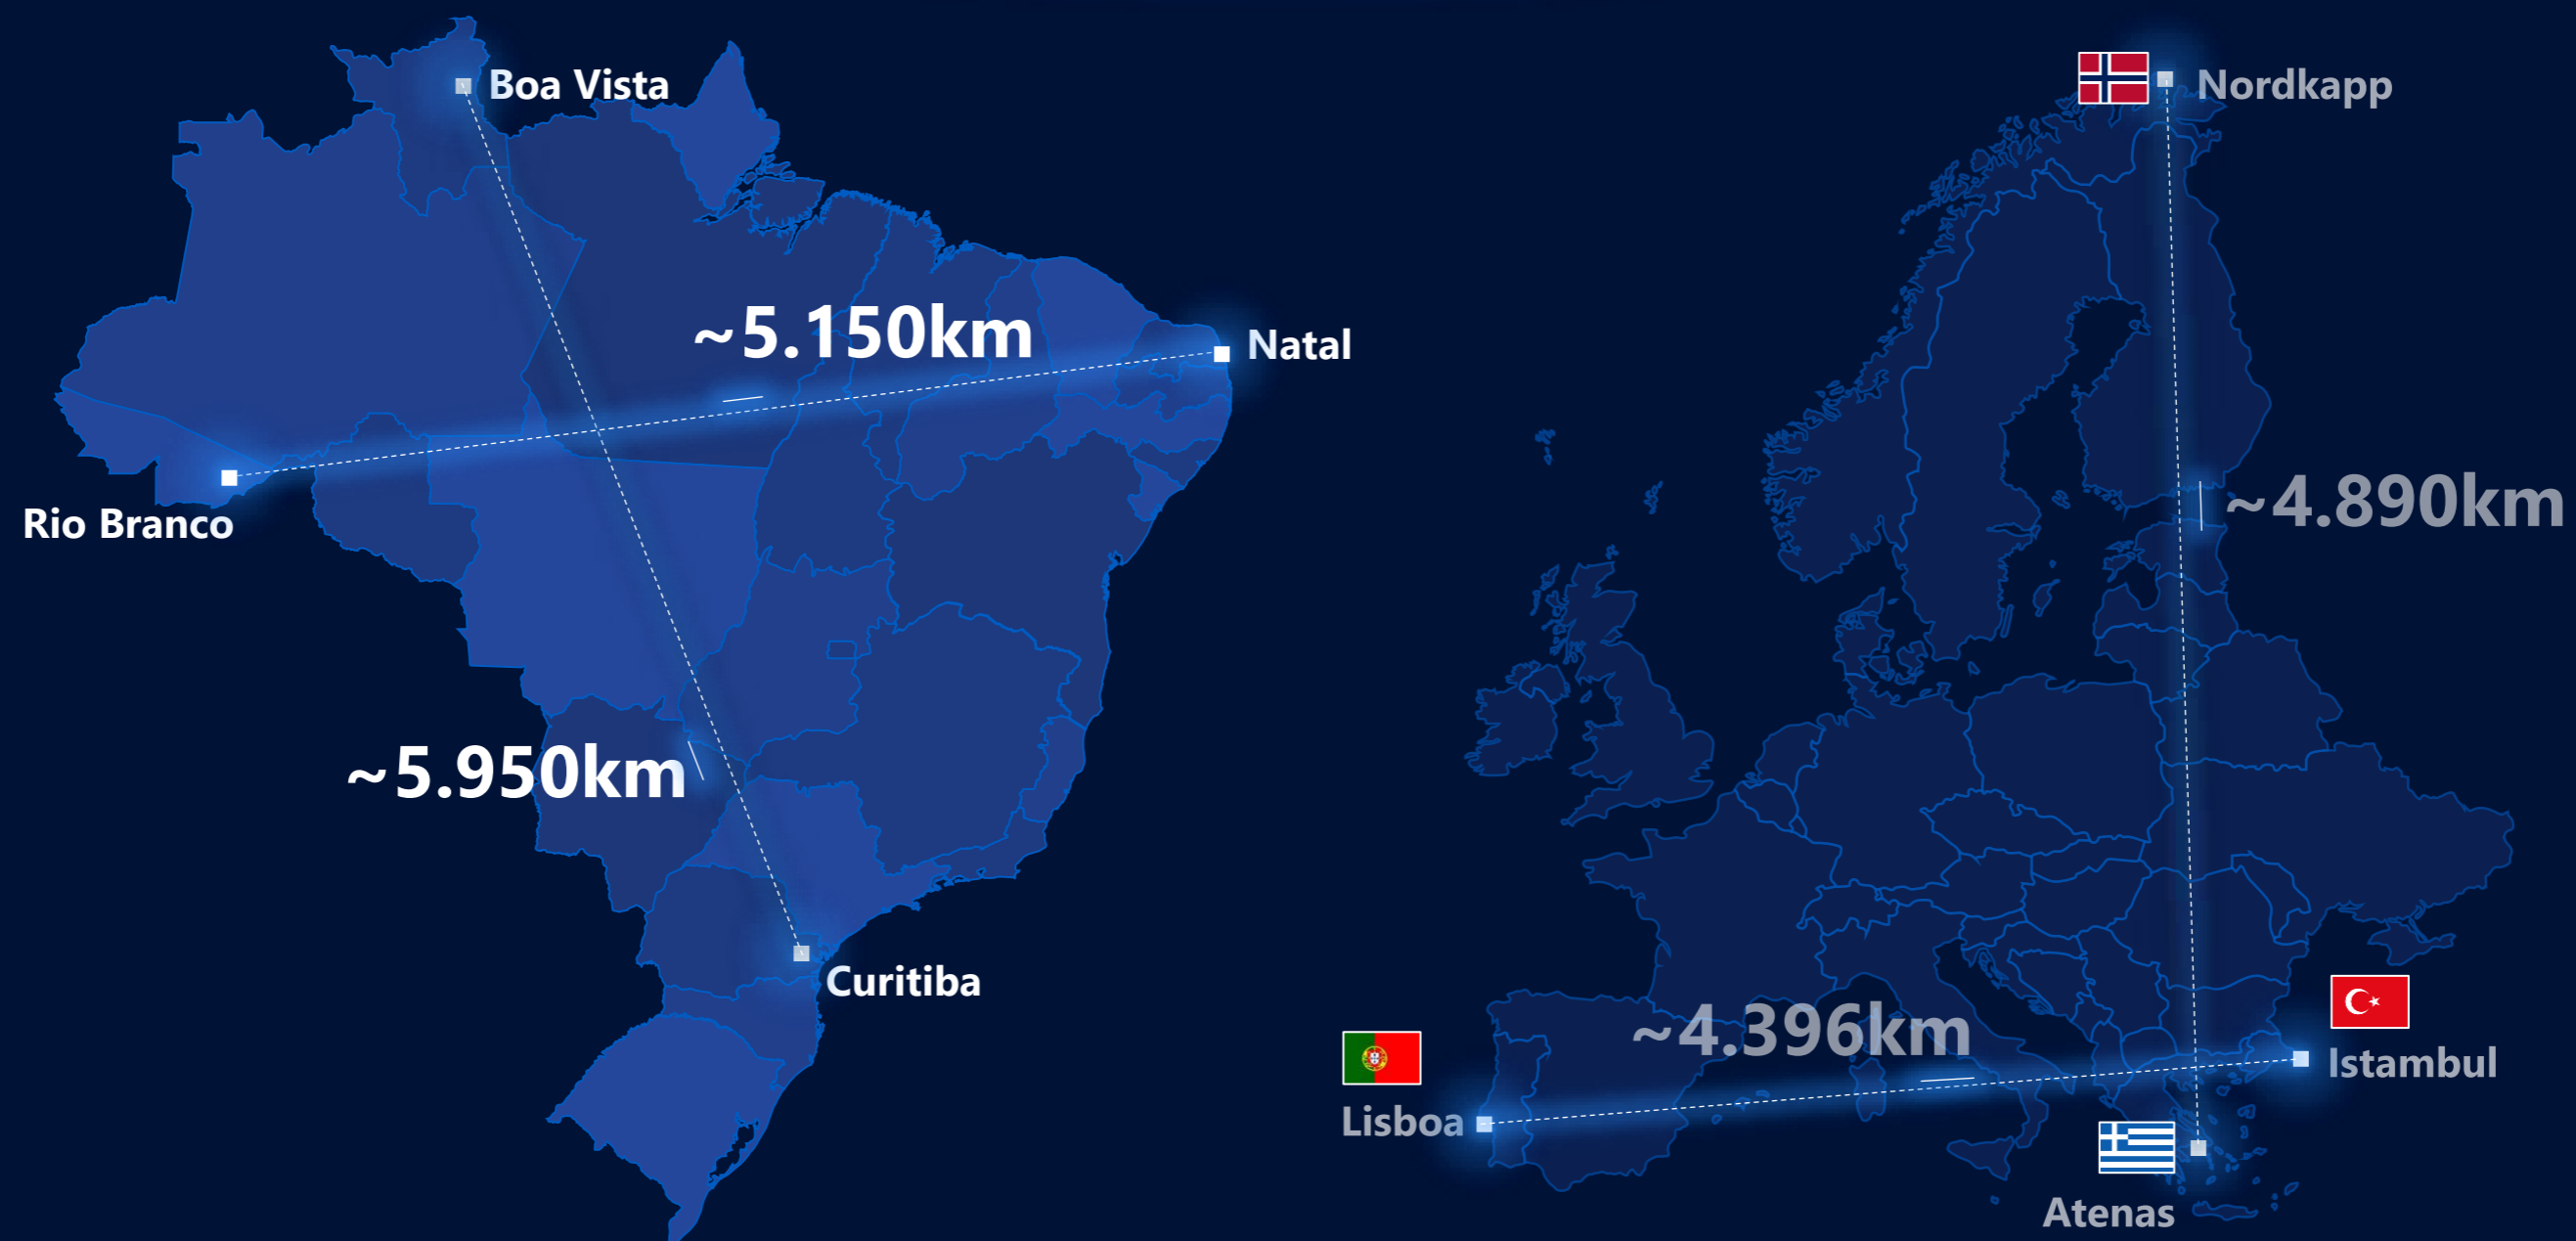 Boa Vista
~5.150km
Natal
Rio Branco
~5.950km
Curitiba
Nordkapp
~4.890km
~4.396km
Istambul
Lisboa
Atenas